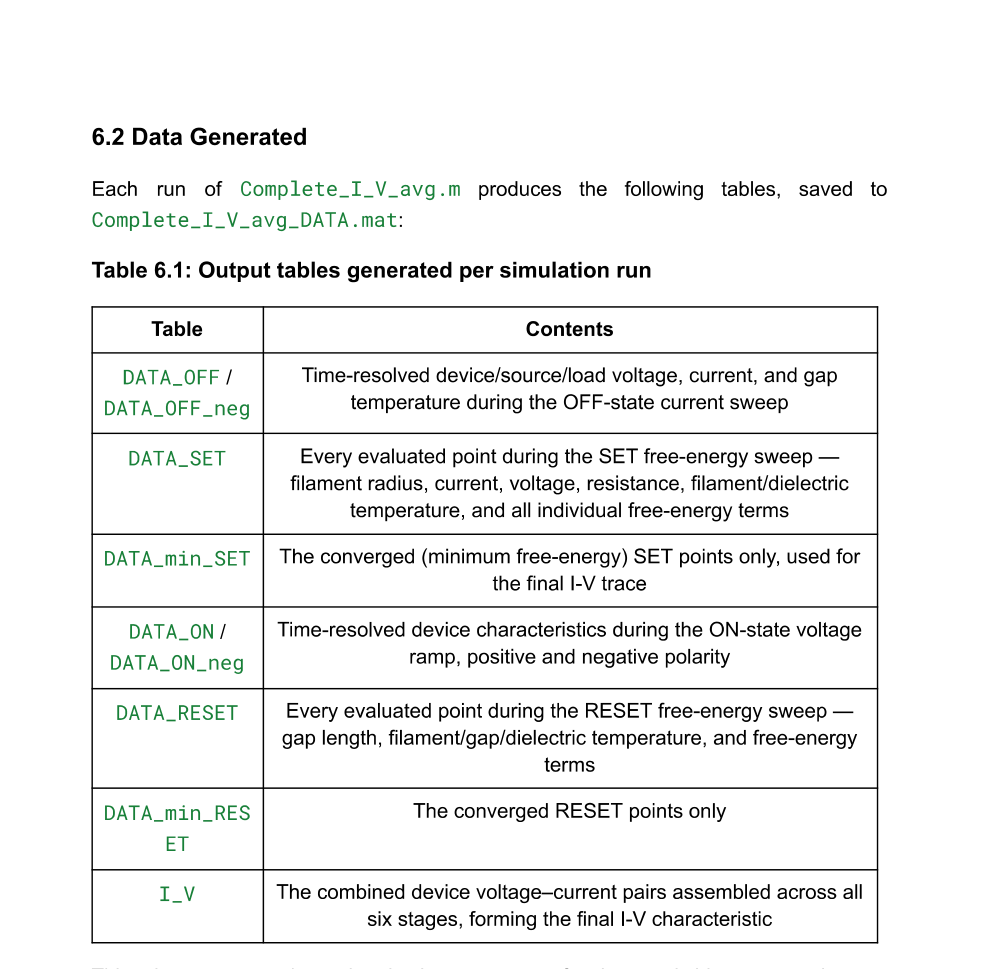 6.2 Data Generated
Each run of Complete_I_V_avg.m produces the following tables, saved to
Complete_I_V_avg_DATA.mat:
Table 6.1: Output tables generated per simulation run
Table Contents
DATA_OFF /
DATA_OFF_neg
Time-resolved device/source/load voltage, current, and gap
temperature during the OFF-state current sweep
DATA_SET
Every evaluated point during the SET free-energy sweep —
filament radius, current, voltage, resistance, filament/dielectric
temperature, and all individual free-energy terms
DATA_min_SET
The converged (minimum free-energy) SET points only, used for
the final I-V trace
DATA_ON /
DATA_ON_neg
Time-resolved device characteristics during the ON-state voltage
ramp, positive and negative polarity
DATA_RESET
Every evaluated point during the RESET free-energy sweep —
gap length, filament/gap/dielectric temperature, and free-energy
terms
DATA_min_RES
ET
The converged RESET points only
I_V
The combined device voltage–current pairs assembled across all
six stages, forming the final I-V characteristic